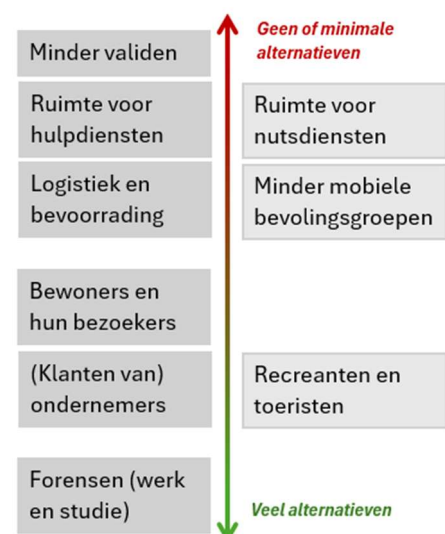 Geen of minimale
alternatieven
Minder validen
Ruimte voor
hulpdiensten
Ruimte voor
nutsdiensten
Logistiek en
bevoorrading
Minder mobiele
bevolingsgroepen
Bewoners en
hun bezoekers
(Klanten van)
ondernemers
Recreanten en
toeristen
Forensen (werk
en studie)
Veel alternatieven